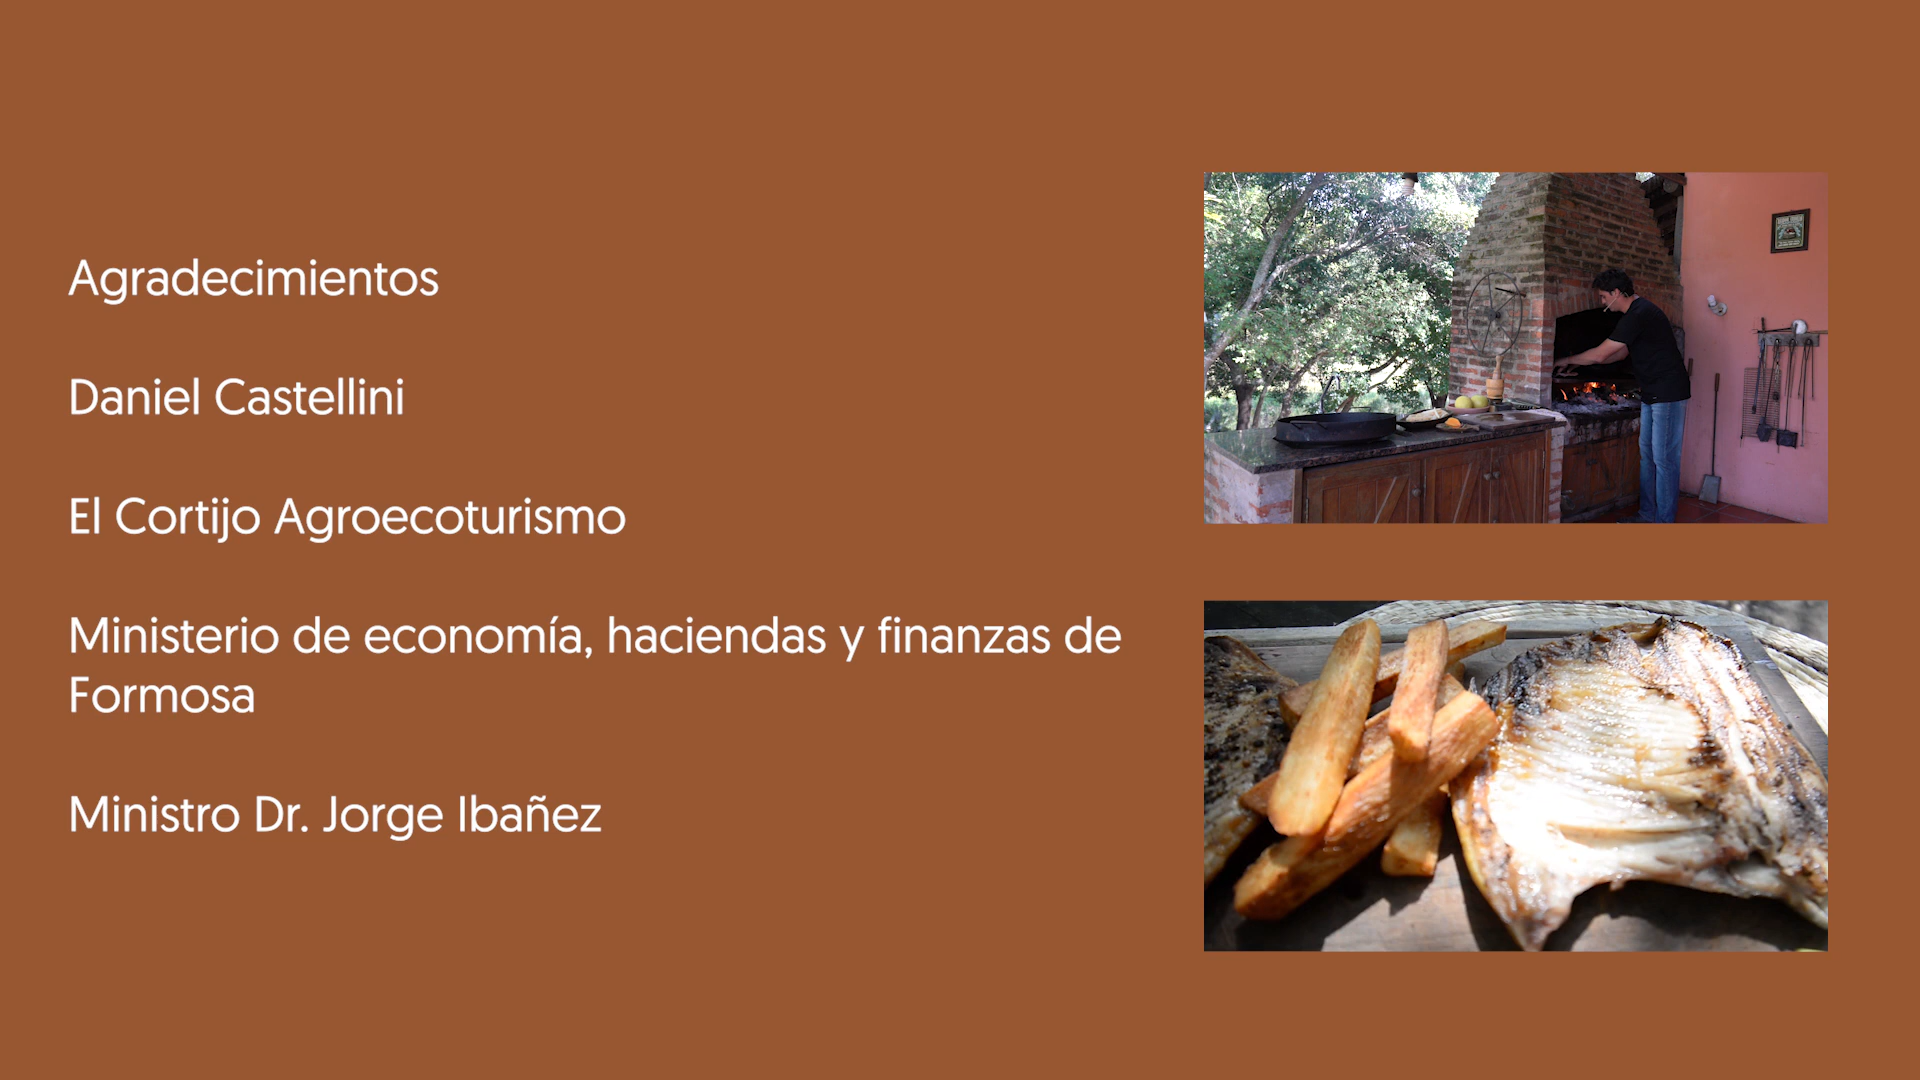 Agradecimientos
Daniel Castellini
El Cortijo Agroecoturismo
Ministerio de economía, haciendas y finanzas de
Formosa
Ministro Dr. Jorge Ibañez